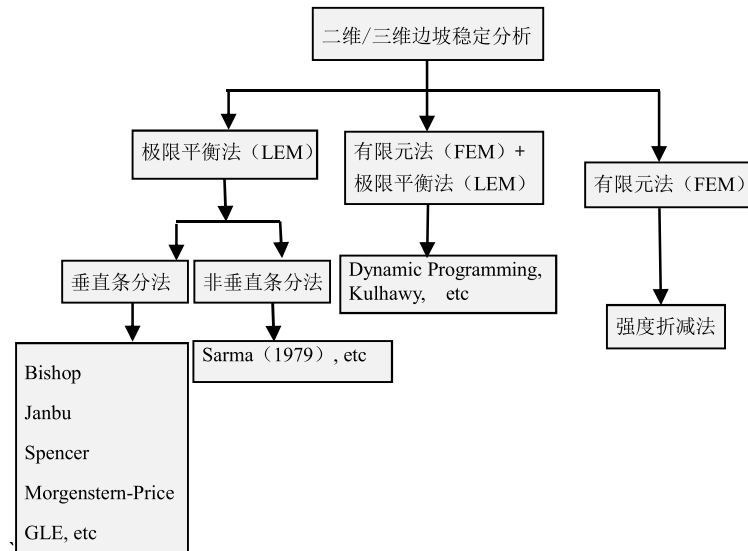 二维/三维边坡稳定分析
极限平衡法（LEM）
有限元法（FEM）+
极限平衡法（LEM）
有限元法（FEM）
垂直条分法
非垂直条分法
Dynamic Programming,
Kulhawy, etc
强度折减法
Sarma（1979）, etc
Bishop
Janbu
Spencer
Morgenstern-Price
GLE, etc
、